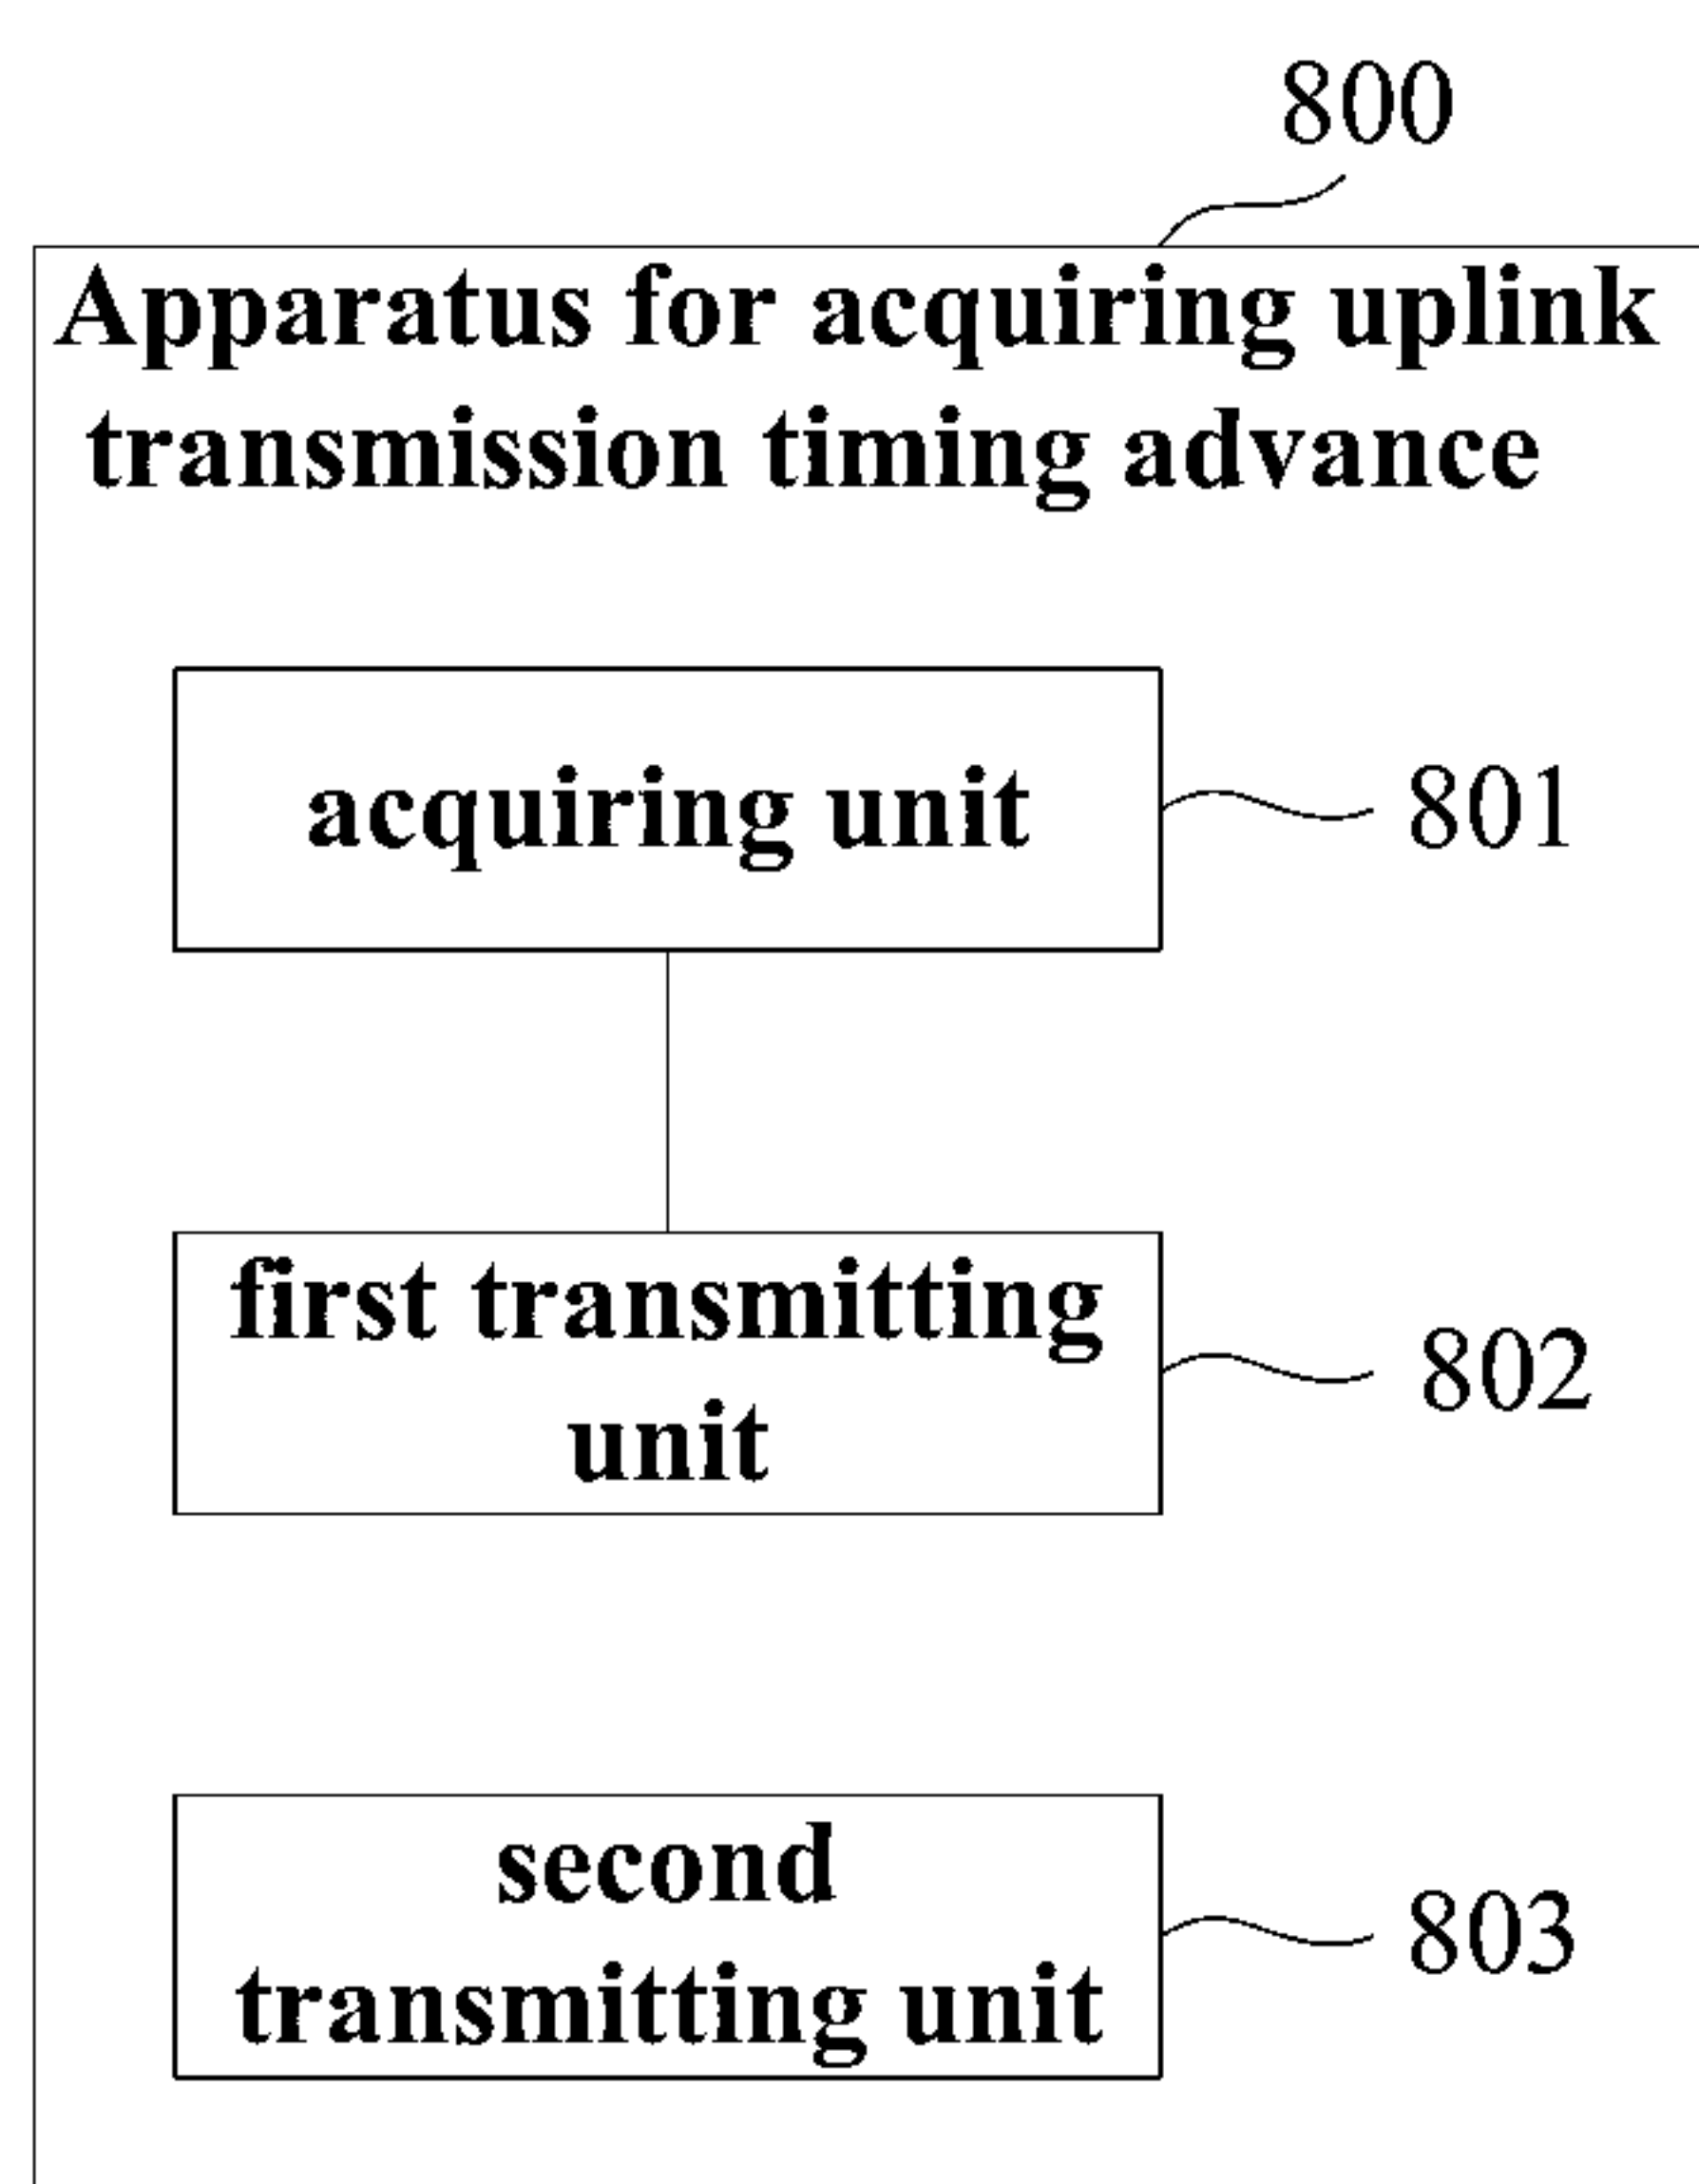 800
Apparatus for acquiring uplink
transmission timing advance
acquiring unit
801
first transmitting
unit
802
second
transmitting unit
803